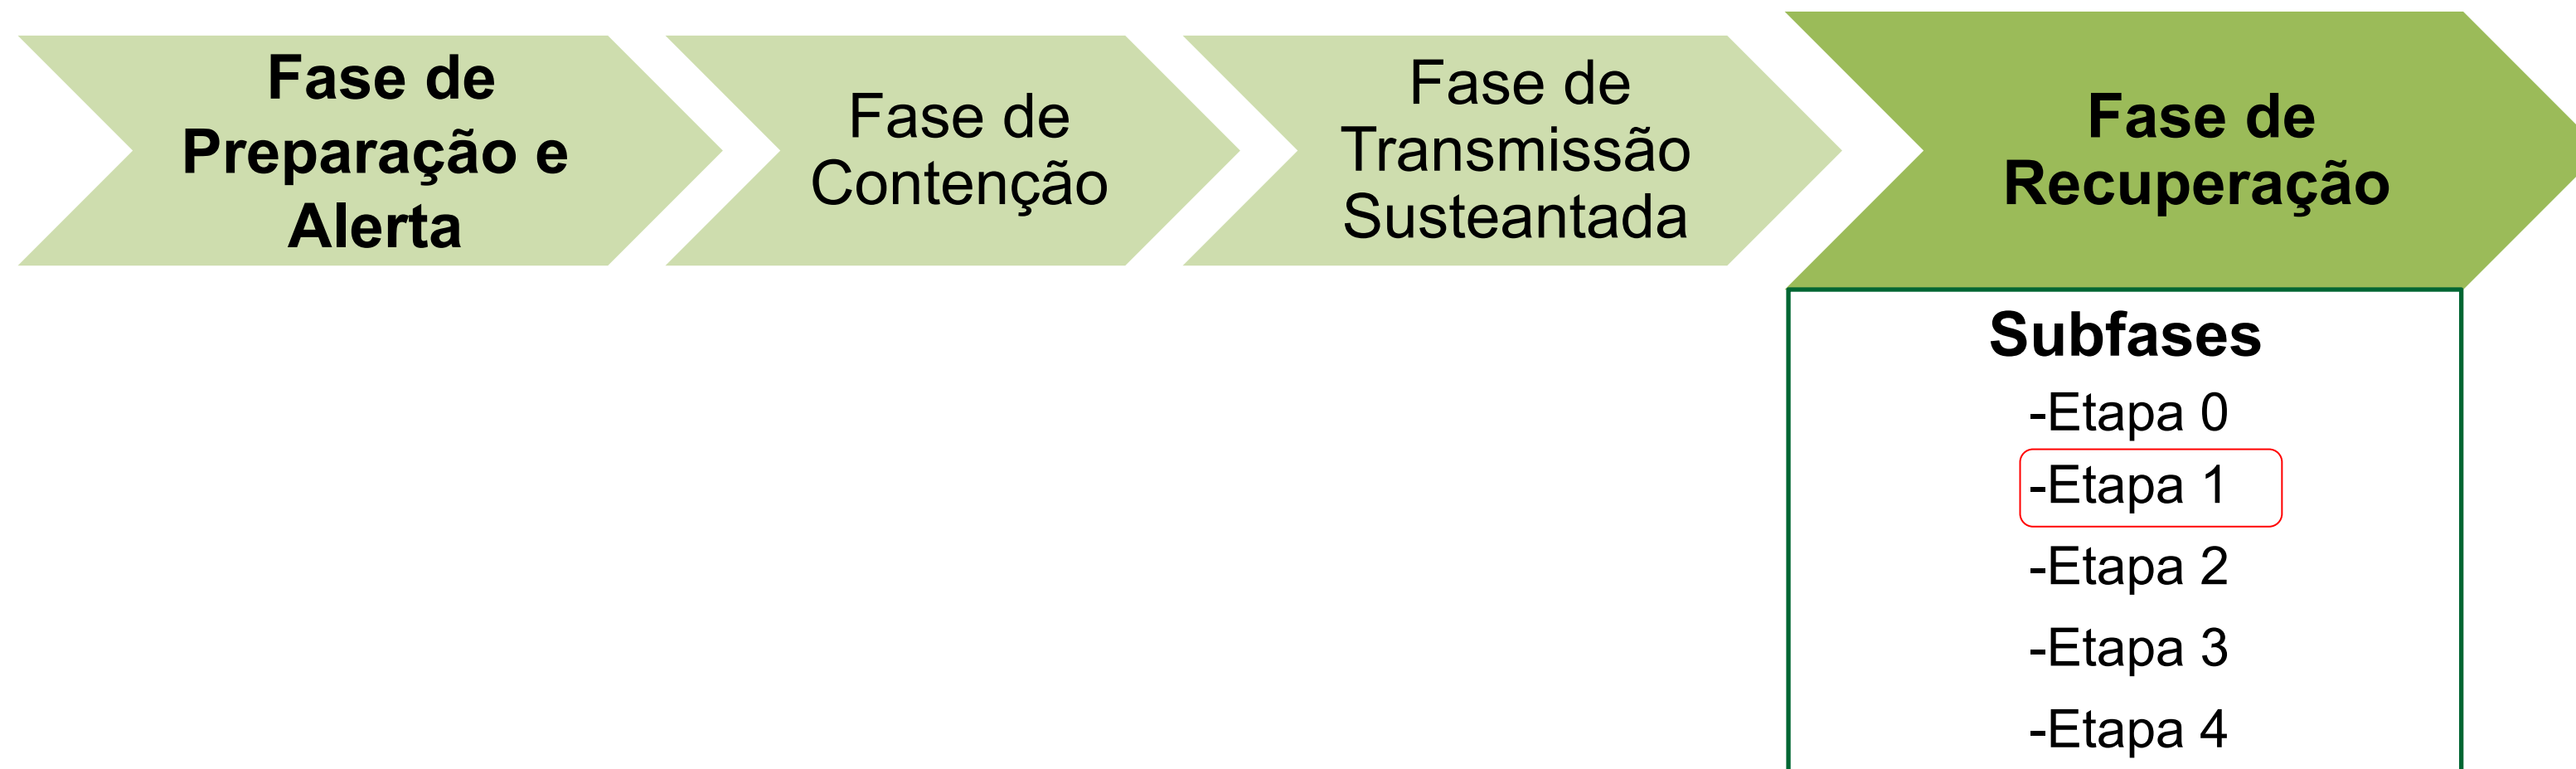 Fase de
Preparação e
Alerta
Fase de
Contenção
Fase de
Transmissão
Susteantada
Fase de
Recuperação
Subfases
-Etapa 0
-Etapa 1
-Etapa 2
-Etapa 3
-Etapa 4